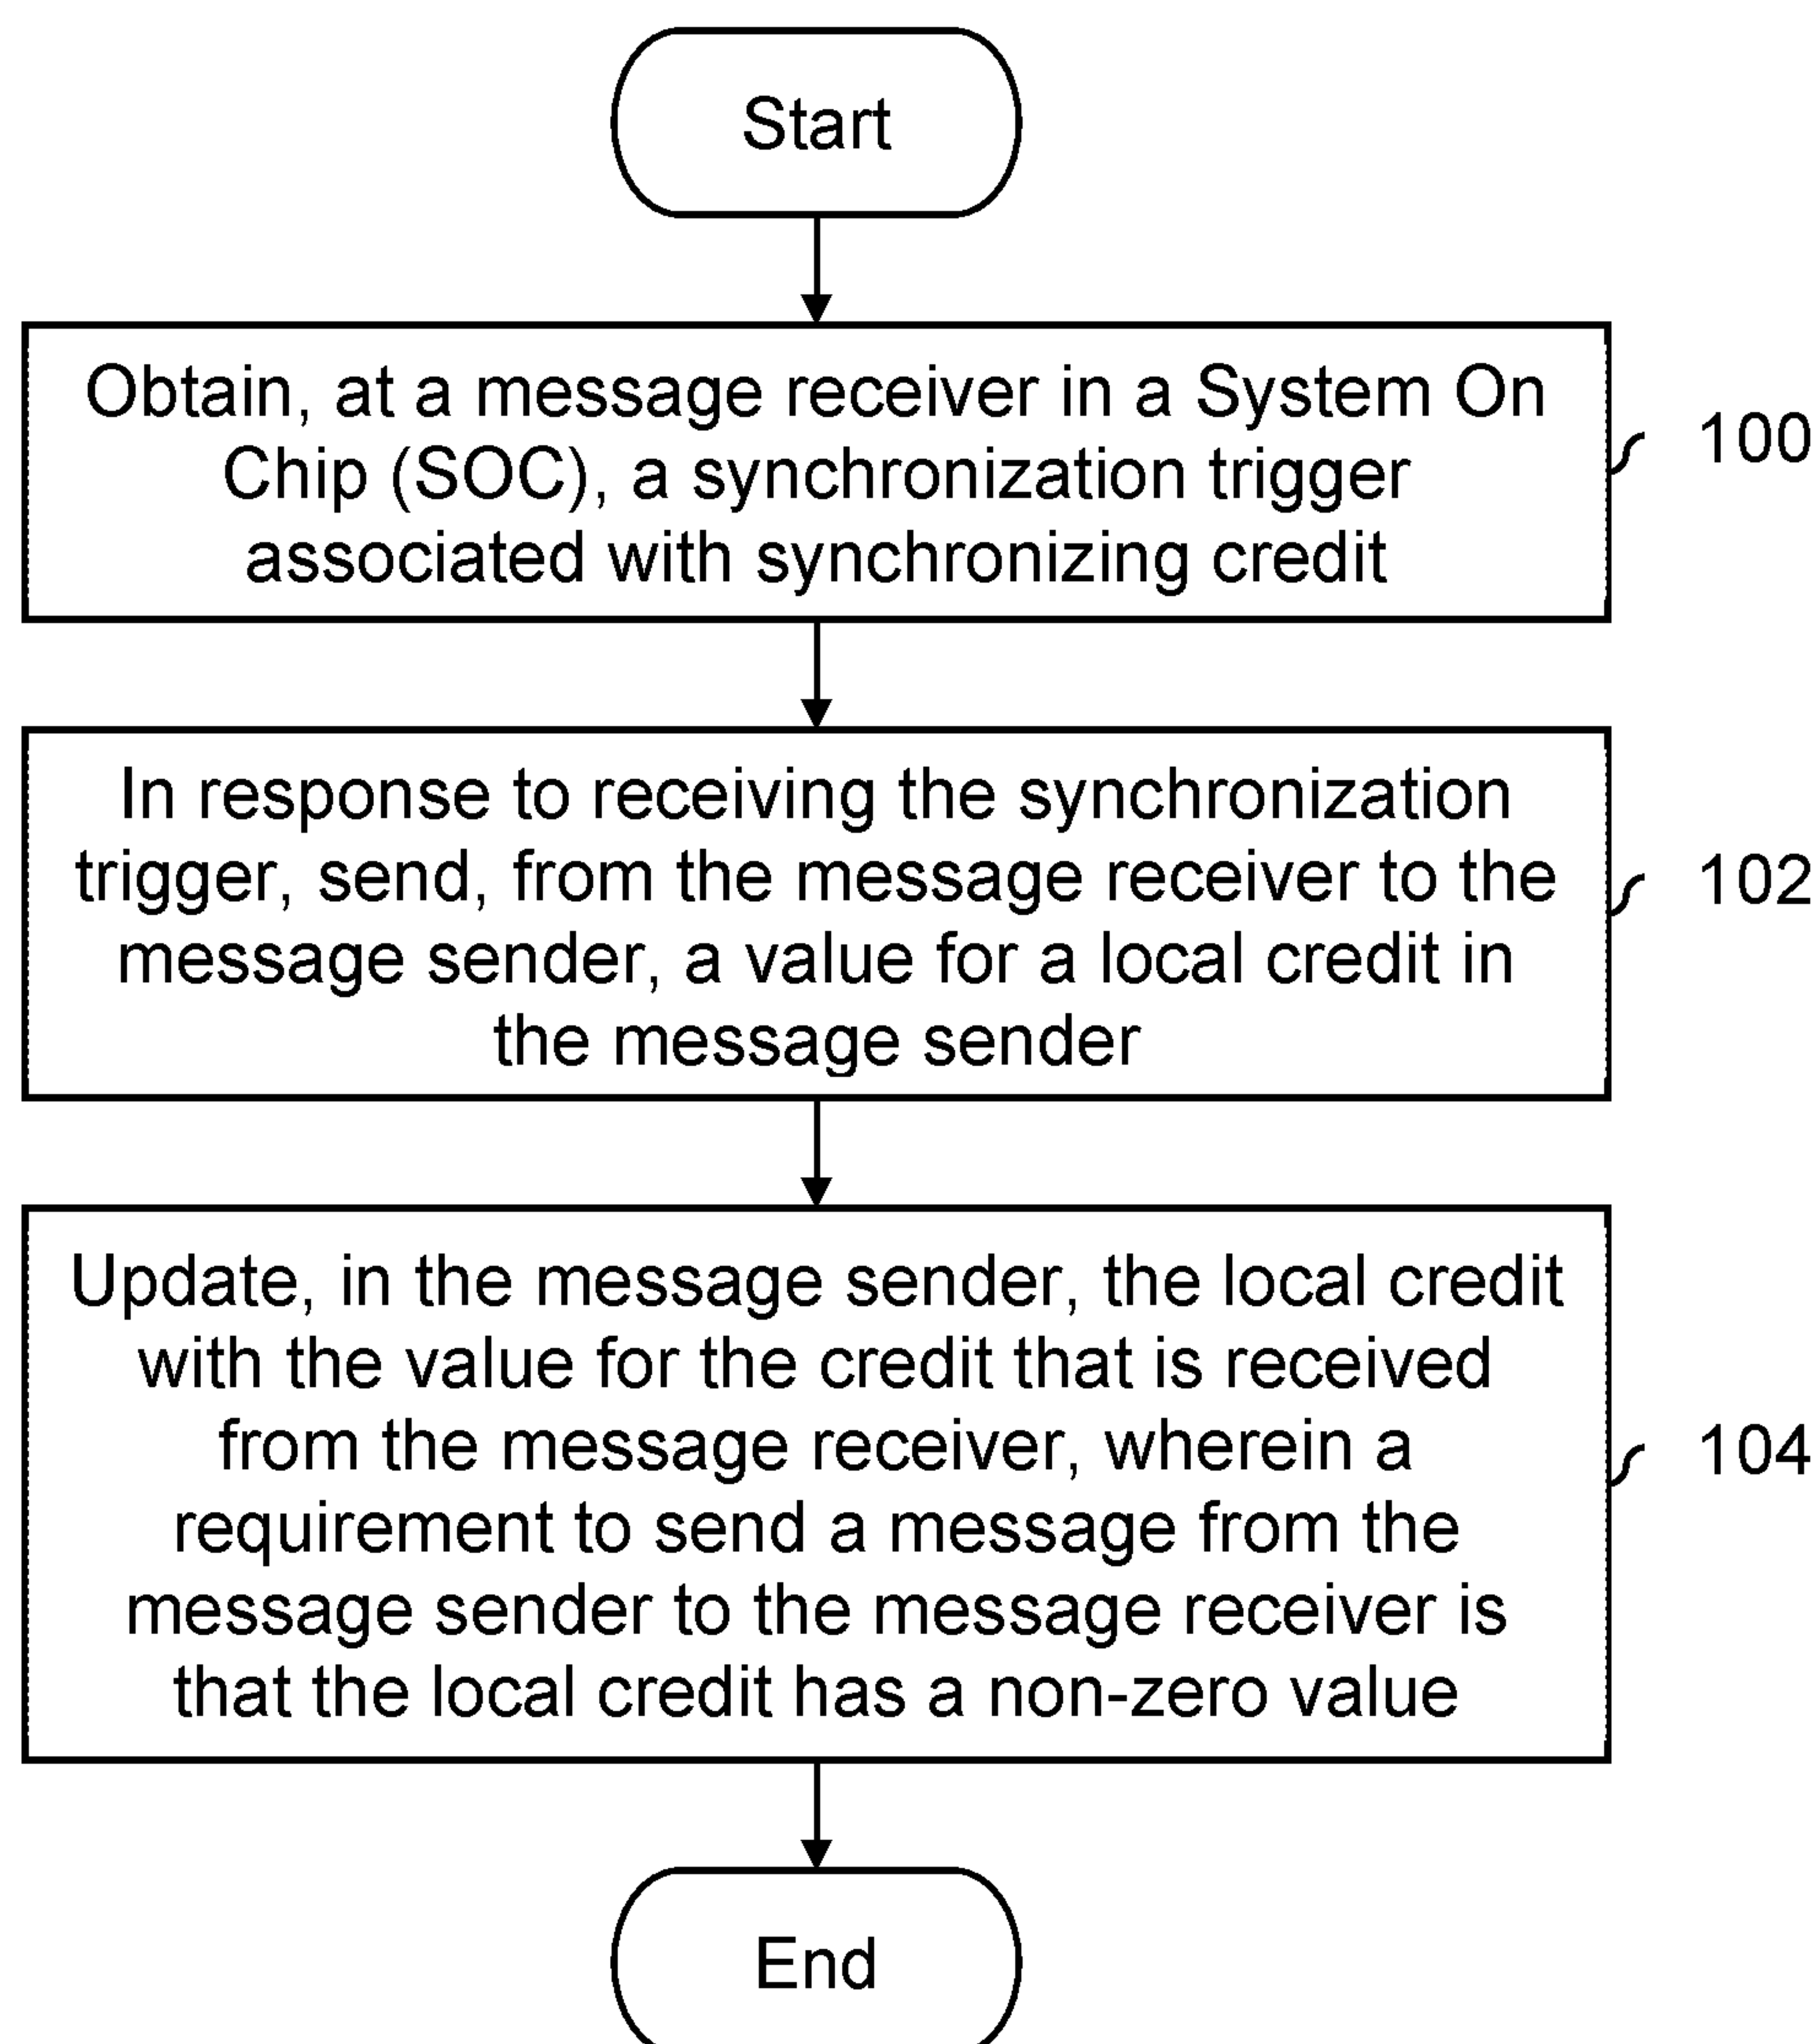 Start
Obtain, at a message receiver in a System On
Chip (SOC), a synchronization trigger
associated with synchronizing credit
100
In response to receiving the synchronization
trigger, send, from the message receiver to the
message sender, a value for a local credit in
the message sender
102
Update, in the message sender, the local credit
with the value for the credit that is received
from the message receiver, wherein a
requirement to send a message from the
message sender to the message receiver is
that the local credit has a non-zero value
104
End